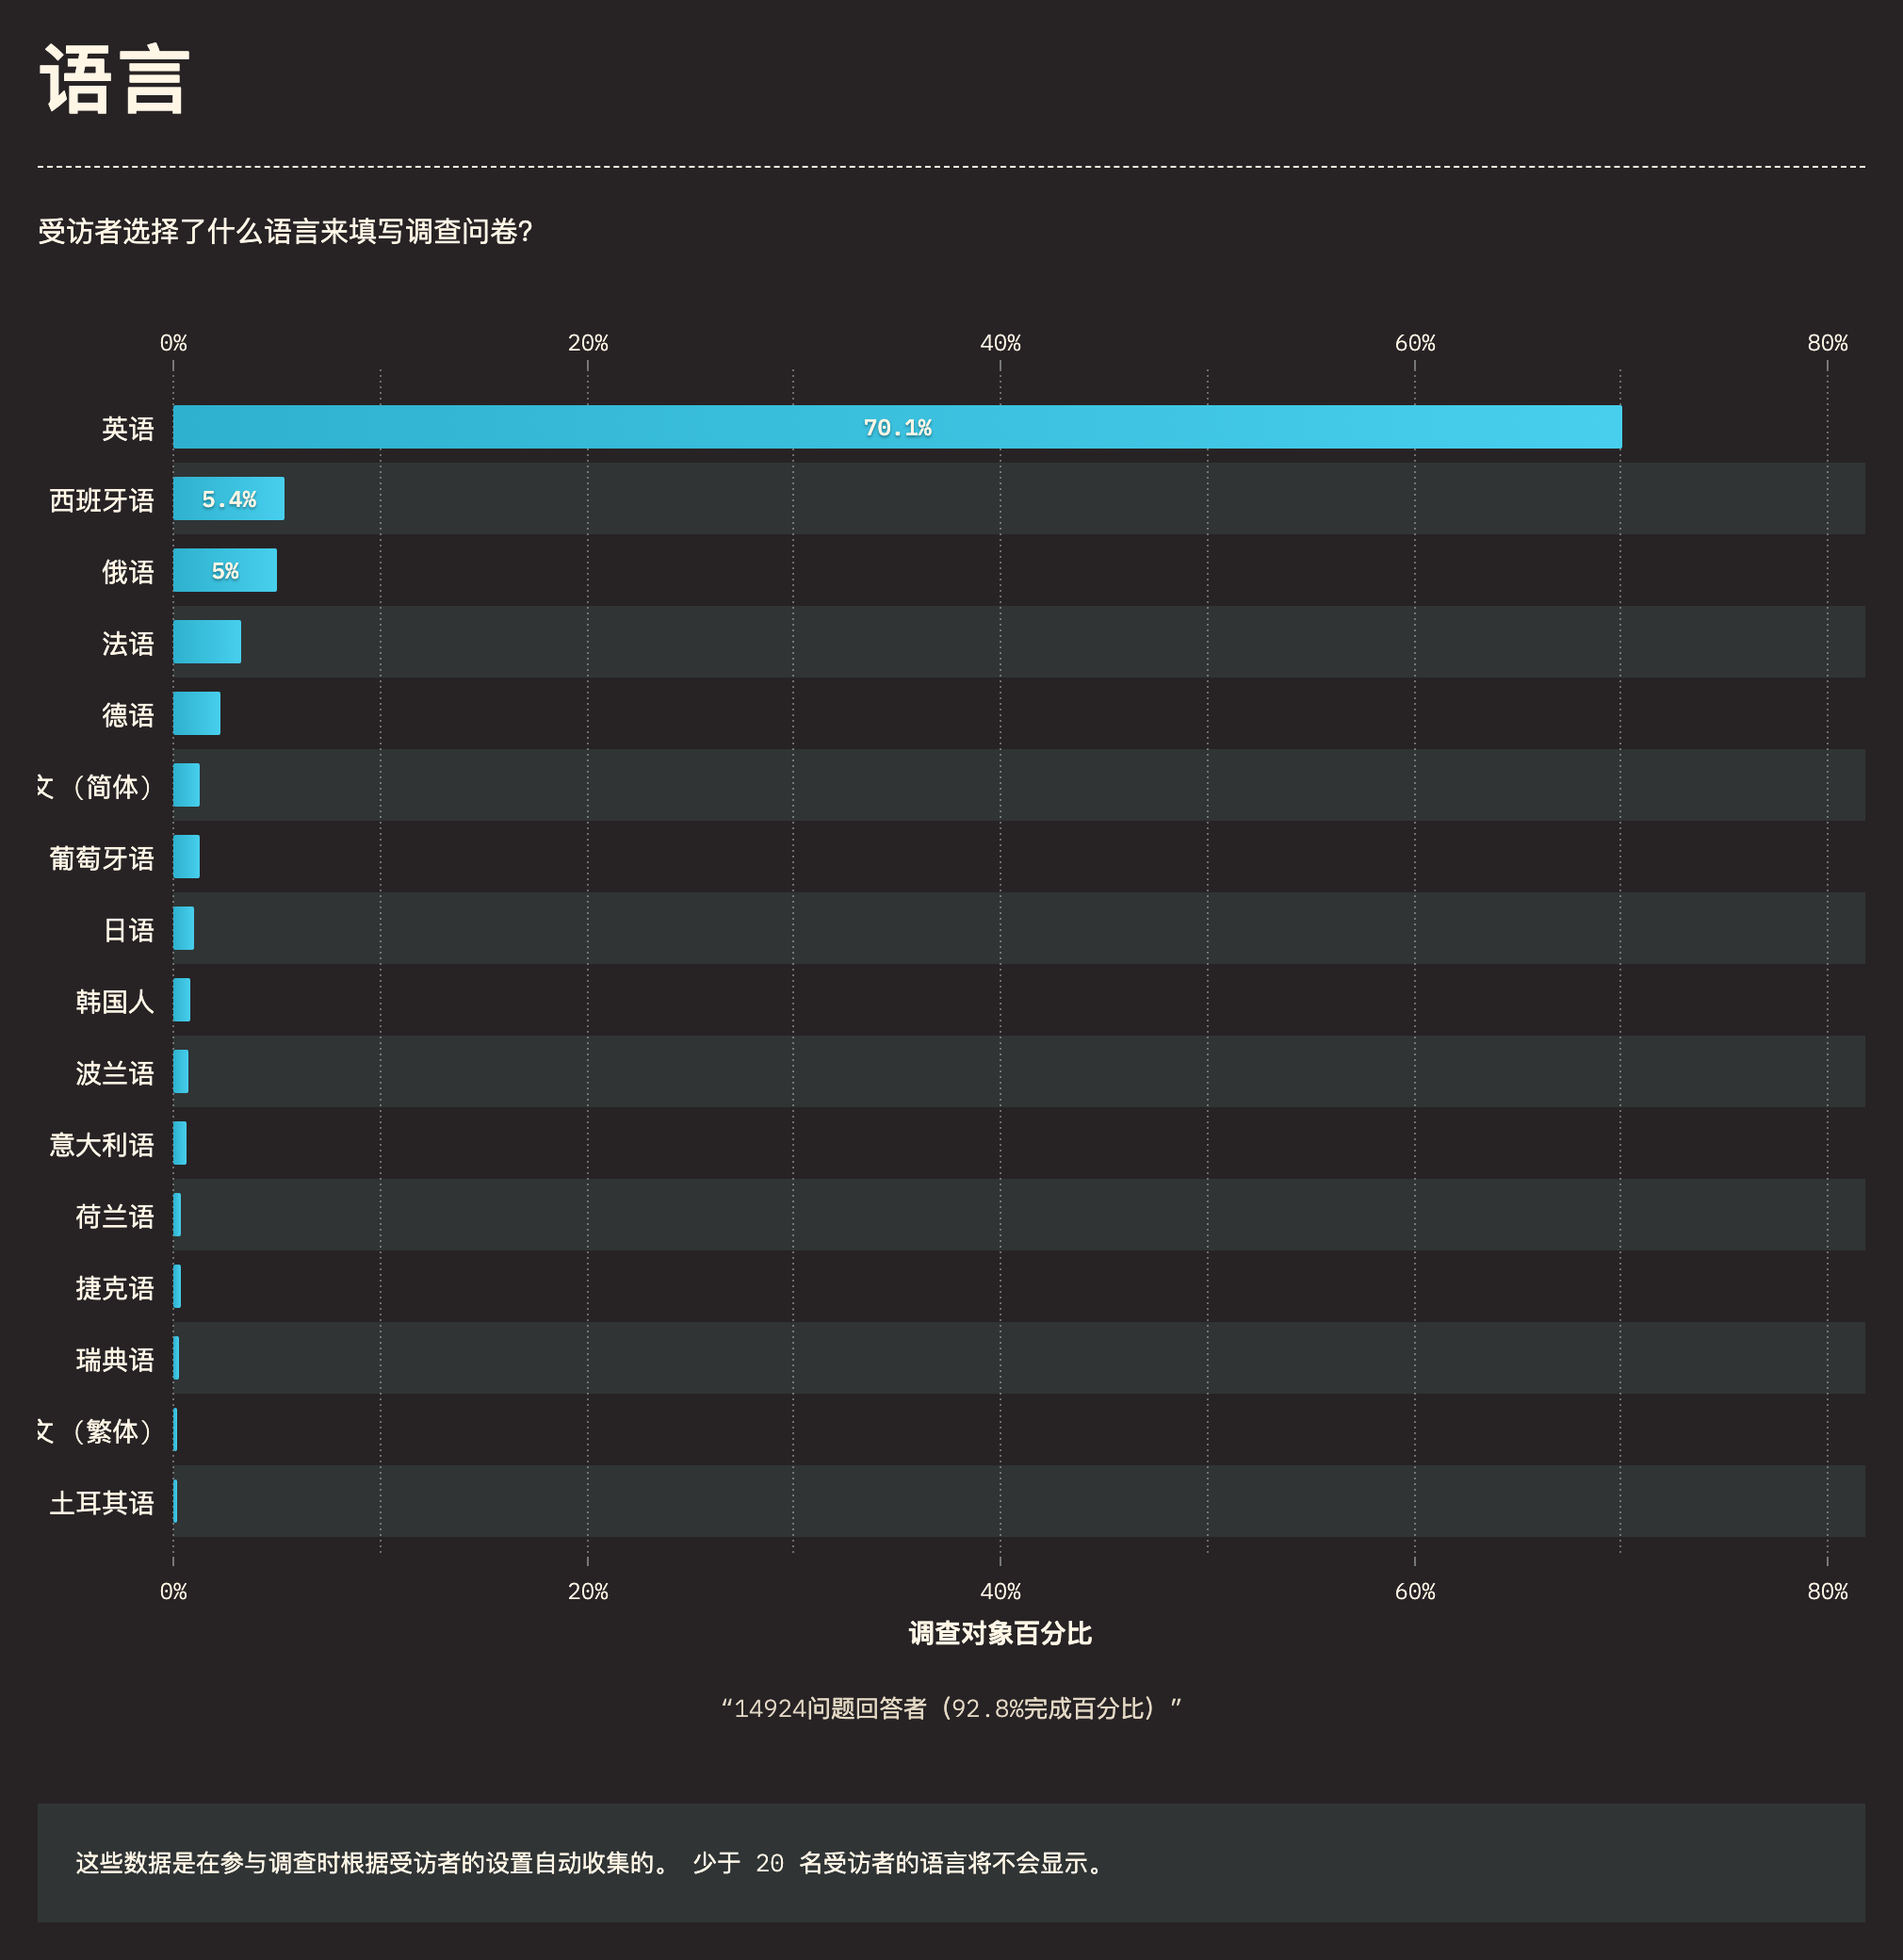 语言
受访者选择了什么语言来填写调查问卷?
0% 20% 40% 60% 80%
英语 70.1%
西班牙语 5.4%
俄语 5%
法语
德语
文（简体）
葡萄牙语
日语
韩国人
波兰语
意大利语
荷兰语
捷克语
瑞典语
文（繁体）
土耳其语
0% 20% 40% 60% 80%
调查对象百分比
“14924问题回答者（92.8%完成百分比）”
这些数据是在参与调查时根据受访者的设置自动收集的。 少于 20 名受访者的语言将不会显示。